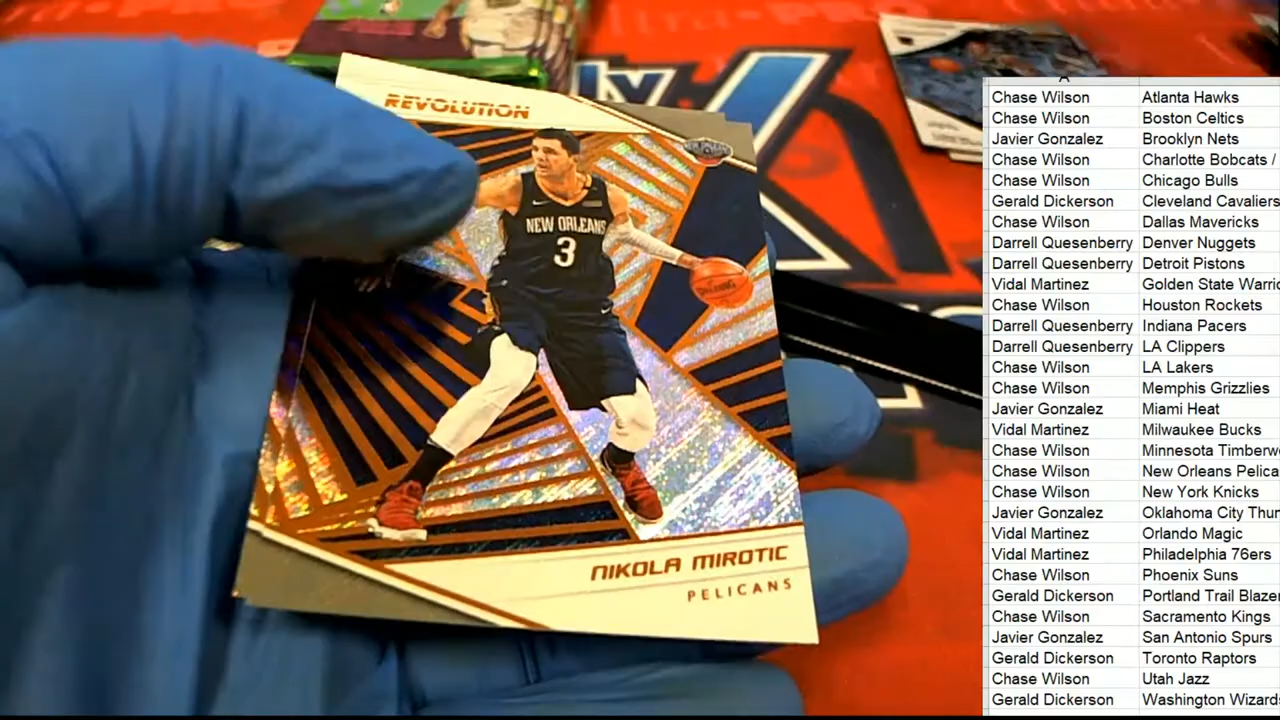 REVOLUTION
NEW ORLEANS
3
SPALDING
NIKOLA MIROTIC
PELICANS
A
Chase Wilson Atlanta Hawks
Chase Wilson Boston Celtics
Javier Gonzalez Brooklyn Nets
Chase Wilson Charlotte Bobcats /
Chase Wilson Chicago Bulls
Gerald Dickerson Cleveland Cavaliers
Chase Wilson Dallas Mavericks
Darrell Quesenberry Denver Nuggets
Darrell Quesenberry Detroit Pistons
Vidal Martinez Golden State Warric
Chase Wilson Houston Rockets
Darrell Quesenberry Indiana Pacers
Darrell Quesenberry LA Clippers
Chase Wilson LA Lakers
Chase Wilson Memphis Grizzlies
Javier Gonzalez Miami Heat
Vidal Martinez Milwaukee Bucks
Chase Wilson Minnesota Timberw
Chase Wilson New Orleans Pelica
Chase Wilson New York Knicks
Javier Gonzalez Oklahoma City Thun
Vidal Martinez Orlando Magic
Vidal Martinez Philadelphia 76ers
Chase Wilson Phoenix Suns
Gerald Dickerson Portland Trail Blazer
Chase Wilson Sacramento Kings
Javier Gonzalez San Antonio Spurs
Gerald Dickerson Toronto Raptors
Chase Wilson Utah Jazz
Gerald Dickerson Washington Wizard